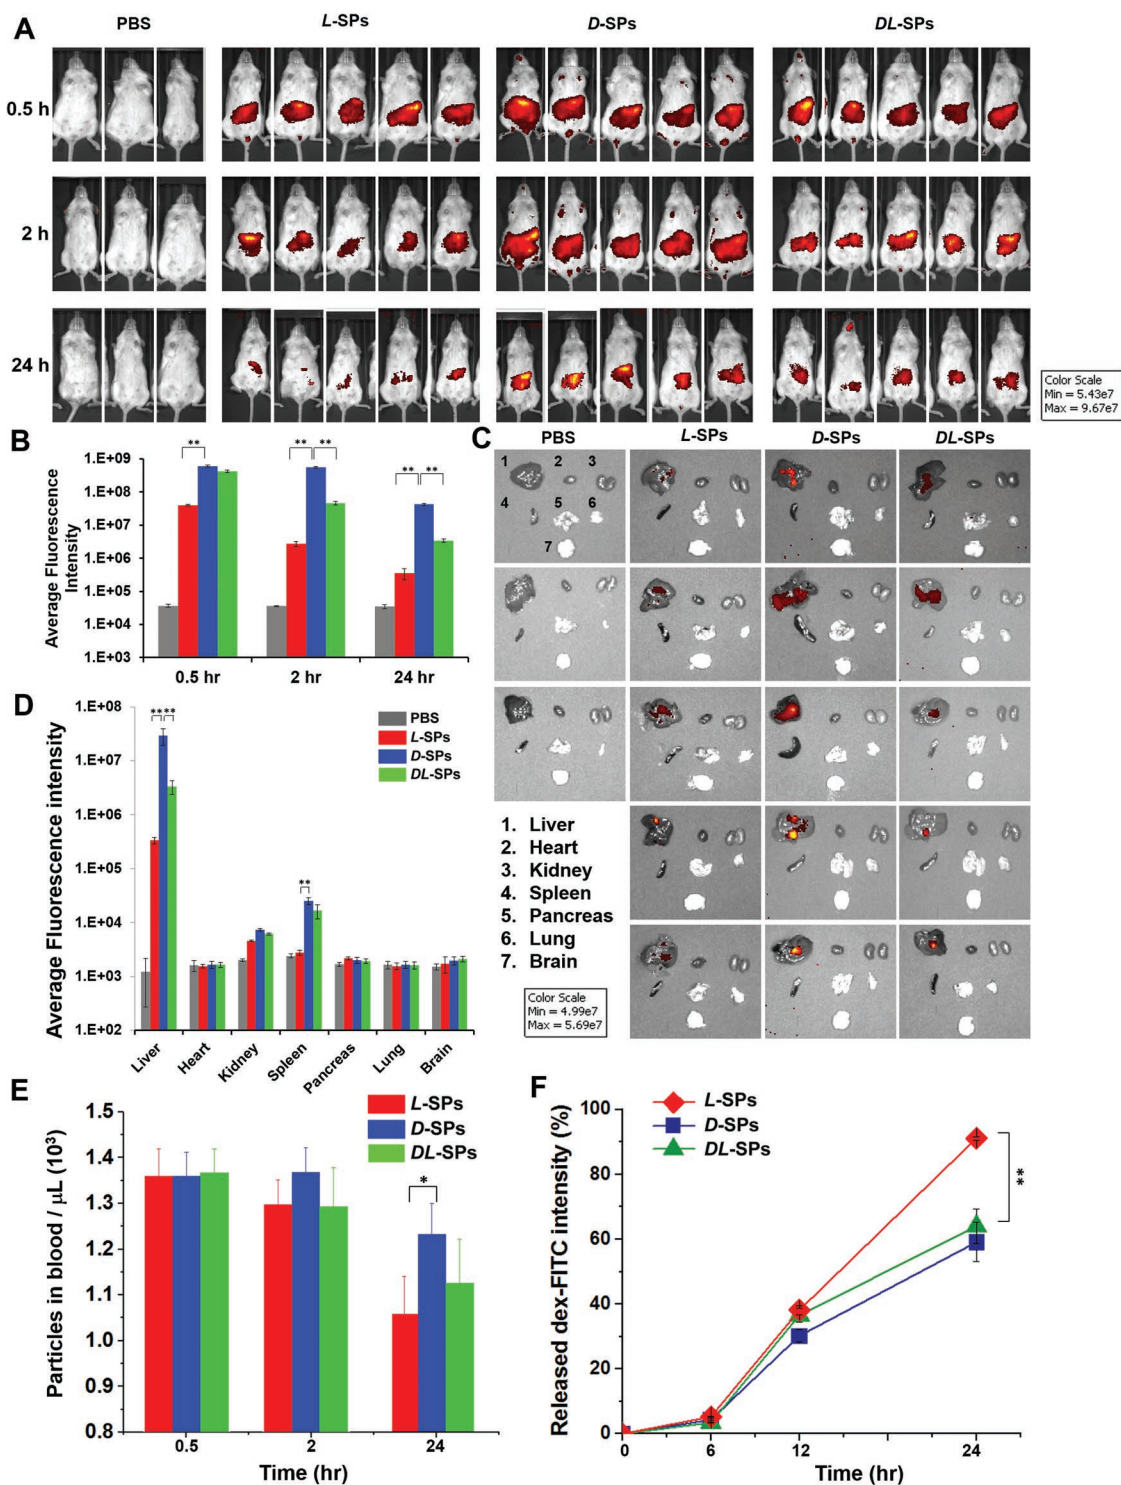 A
PBS
L-SPs
D-SPs
DL-SPs
0.5 h
2 h
24 h
Color Scale
Min = 5.43e7
Max = 9.67e7
B
Average Fluorescence
Intensity
1.E+09
1.E+08
1.E+07
1.E+06
1.E+05
1.E+04
1.E+03
**
** **
** **
0.5 hr
2 hr
24 hr
C
PBS
L-SPs
D-SPs
DL-SPs
1 2 3
4 5 6
7
1. Liver
2. Heart
3. Kidney
4. Spleen
5. Pancreas
6. Lung
7. Brain
Color Scale
Min = 4.99e7
Max = 5.69e7
D
Average Fluorescence intensity
1.E+08
1.E+07
1.E+06
1.E+05
1.E+04
1.E+03
1.E+02
** **
**
PBS
L-SPs
D-SPs
DL-SPs
Liver
Heart
Kidney
Spleen
Pancreas
Lung
Brain
E
Particles in blood / μL (10³)
1.5
1.4
1.3
1.2
1.1
1.0
0.9
0.8
L-SPs
D-SPs
DL-SPs
*
0.5
2
24
Time (hr)
F
Released dex-FITC intensity (%)
100
80
60
40
20
0
L-SPs
D-SPs
DL-SPs
**
0
6
12
24
Time (hr)